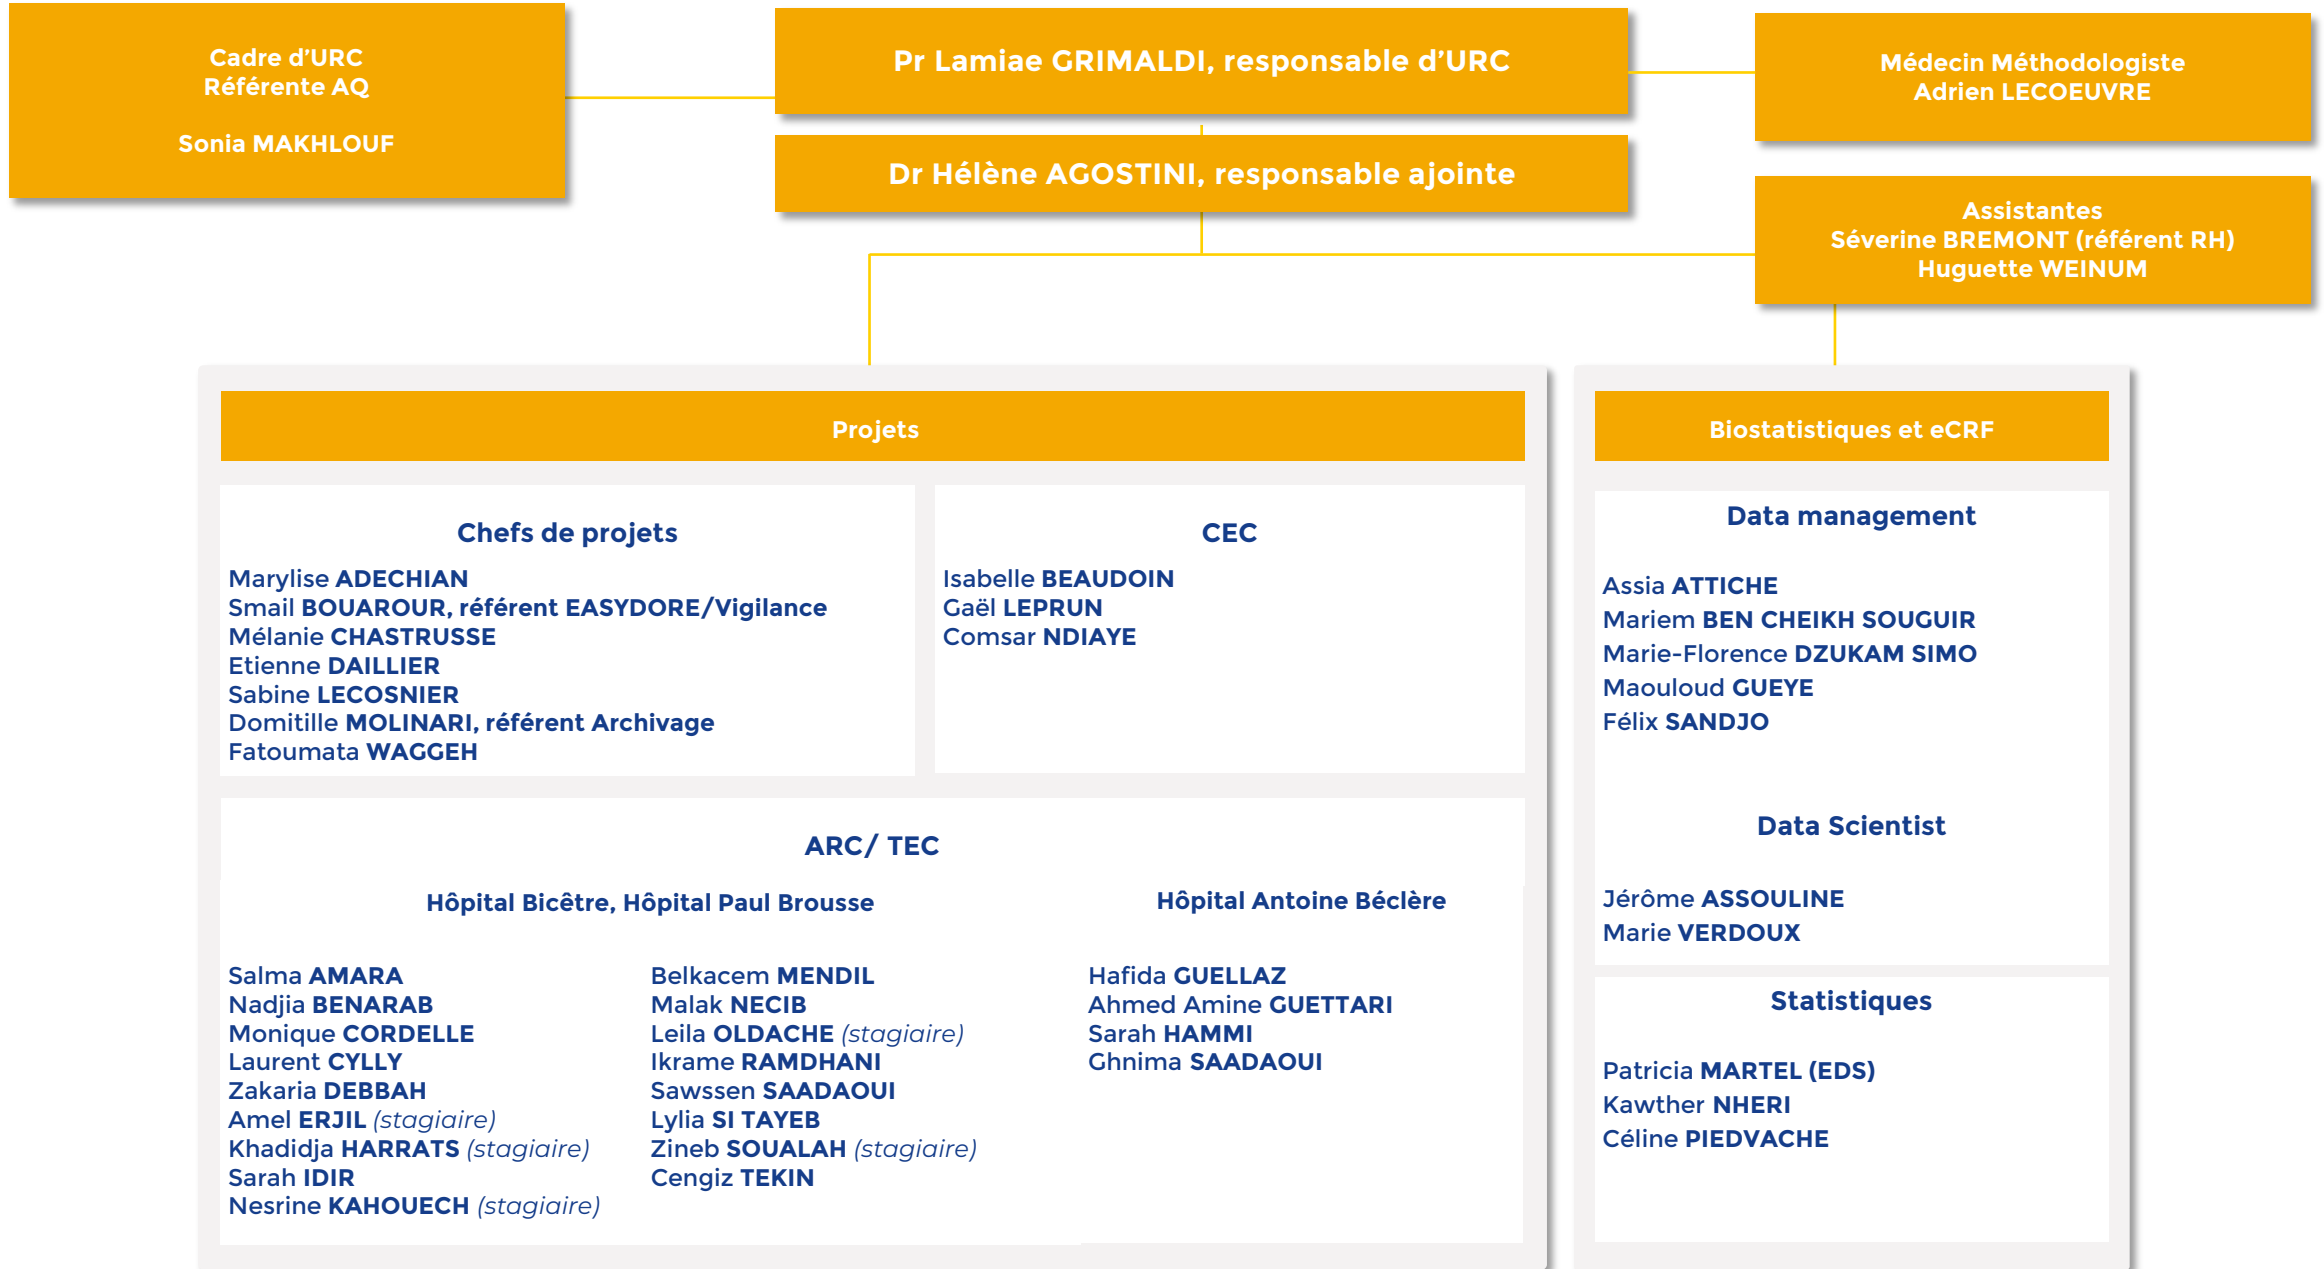 Cadre d'URC
Référente AQ
Sonia MAKHLOUF
Pr Lamiae GRIMALDI, responsable d'URC
Dr Hélène AGOSTINI, responsable ajointe
Médecin Méthodologiste
Adrien LECOEUVRE
Assistantes
Séverine BREMONT (référent RH)
Huguette WEINUM
Projets
Chefs de projets
Marylise ADECHIAN
Smail BOUAROUR, référent EASYDORE/Vigilance
Mélanie CHASTRUSSE
Etienne DAILLIER
Sabine LECOSNIER
Domitille MOLINARI, référent Archivage
Fatoumata WAGGEH
CEC
Isabelle BEAUDOIN
Gaël LEPRUN
Comsar NDIAYE
ARC/ TEC
Hôpital Bicêtre, Hôpital Paul Brousse
Salma AMARA
Nadjia BENARAB
Monique CORDELLE
Laurent CYLLY
Zakaria DEBBAH
Amel ERJIL (stagiaire)
Khadidja HARRATS (stagiaire)
Sarah IDIR
Nesrine KAHOUECH (stagiaire)
Belkacem MENDIL
Malak NECIB
Leila OLDACHE (stagiaire)
Ikrame RAMDHANI
Sawssen SAADAOUI
Lylia SI TAYEB
Zineb SOUALAH (stagiaire)
Cengiz TEKIN
Hôpital Antoine Béclère
Hafida GUELLAZ
Ahmed Amine GUETTARI
Sarah HAMMI
Ghnima SAADAOUI
Biostatistiques et eCRF
Data management
Assia ATTICHE
Mariem BEN CHEIKH SOUGUIR
Marie-Florence DZUKAM SIMO
Maouloud GUEYE
Félix SANDJO
Data Scientist
Jérôme ASSOULINE
Marie VERDOUX
Statistiques
Patricia MARTEL (EDS)
Kawther NHERI
Céline PIEDVACHE